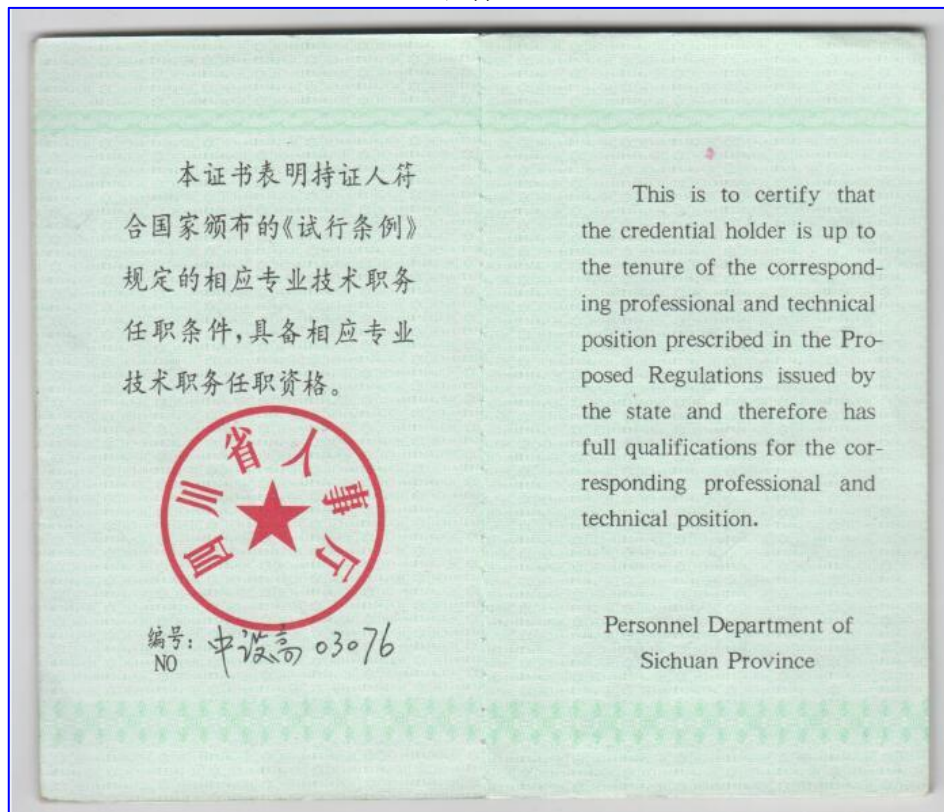 本证书表明持证人符
合国家颁布的《试行条例》
规定的相应专业技术职务
任职条件，具备相应专业
技术职务任职资格。
四川省人事厅
编号：中设高03076
NO
This is to certify that
the credential holder is up to
the tenure of the correspond-
ing professional and technical
position prescribed in the Pro-
posed Regulations issued by
the state and therefore has
full qualifications for the cor-
responding professional and
technical position.
Personnel Department of
Sichuan Province